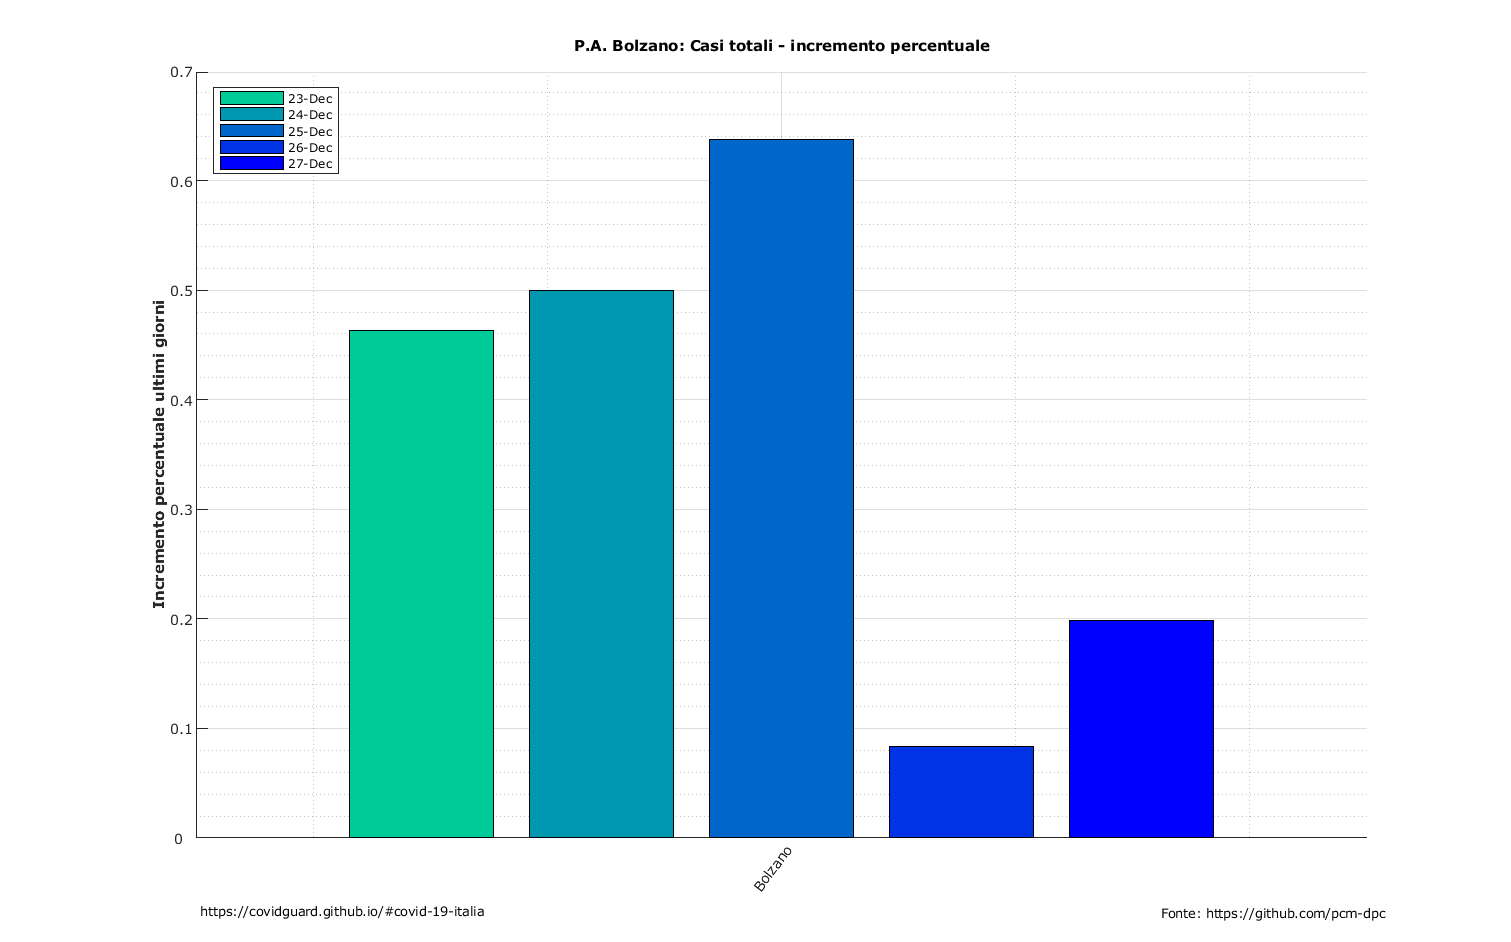 P.A. Bolzano: Casi totali - incremento percentuale
Incremento percentuale ultimi giorni
0.7
0.6
0.5
0.4
0.3
0.2
0.1
0
23-Dec
24-Dec
25-Dec
26-Dec
27-Dec
Bolzano
https://covidguard.github.io/#covid-19-italia
Fonte: https://github.com/pcm-dpc